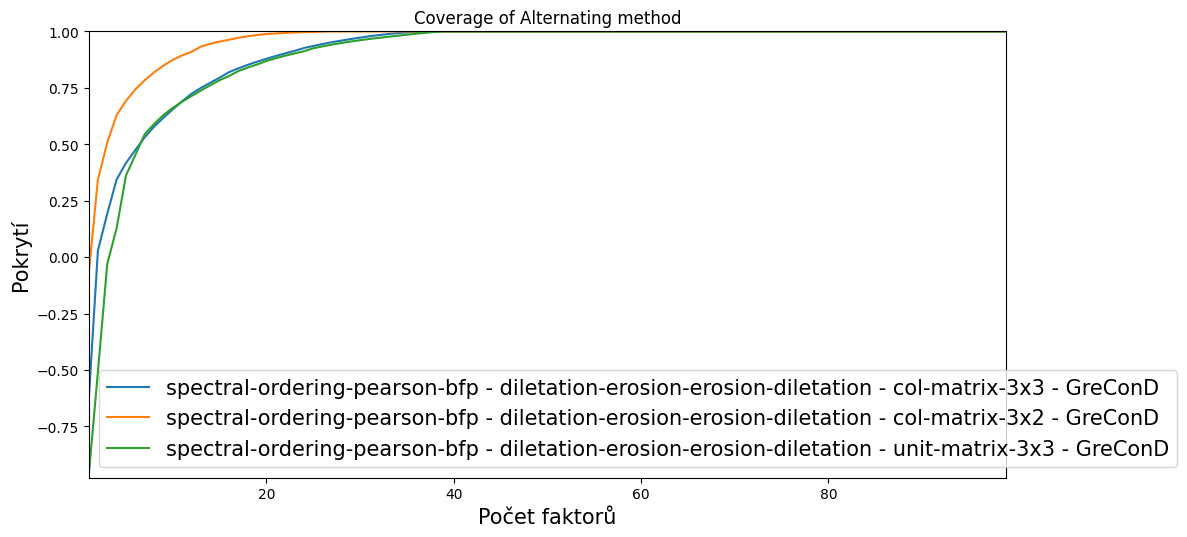 Coverage of Alternating method
1.00
0.75
0.50
0.25
0.00
−0.25
−0.50
−0.75
Pokrytí
spectral-ordering-pearson-bfp - diletation-erosion-erosion-diletation - col-matrix-3x3 - GreConD
spectral-ordering-pearson-bfp - diletation-erosion-erosion-diletation - col-matrix-3x2 - GreConD
spectral-ordering-pearson-bfp - diletation-erosion-erosion-diletation - unit-matrix-3x3 - GreConD
20 40 60 80
Počet faktorů